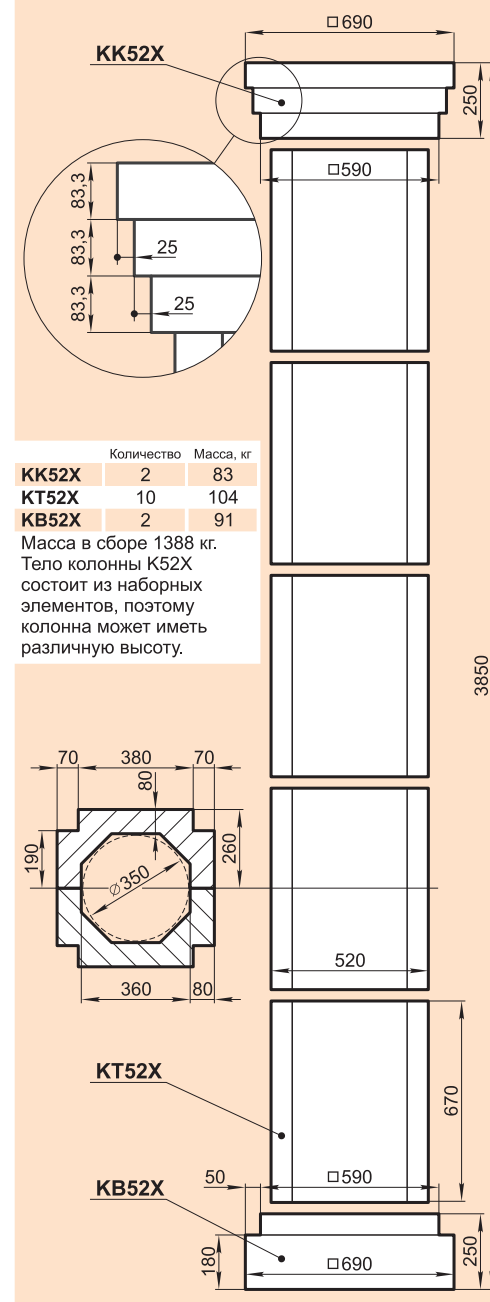 □690
KK52X
250
□590
83,3
25
83,3
25
83,3
Количество Масса, кг
KK52X 2 83
KT52X 10 104
KB52X 2 91
Масса в сборе 1388 кг.
Тело колонны K52X
состоит из наборных
элементов, поэтому
колонна может иметь
различную высоту.
3850
70 380 70
80
190
260
⌀350
360 80
520
KT52X
670
50 □590
KB52X
180
□690
250